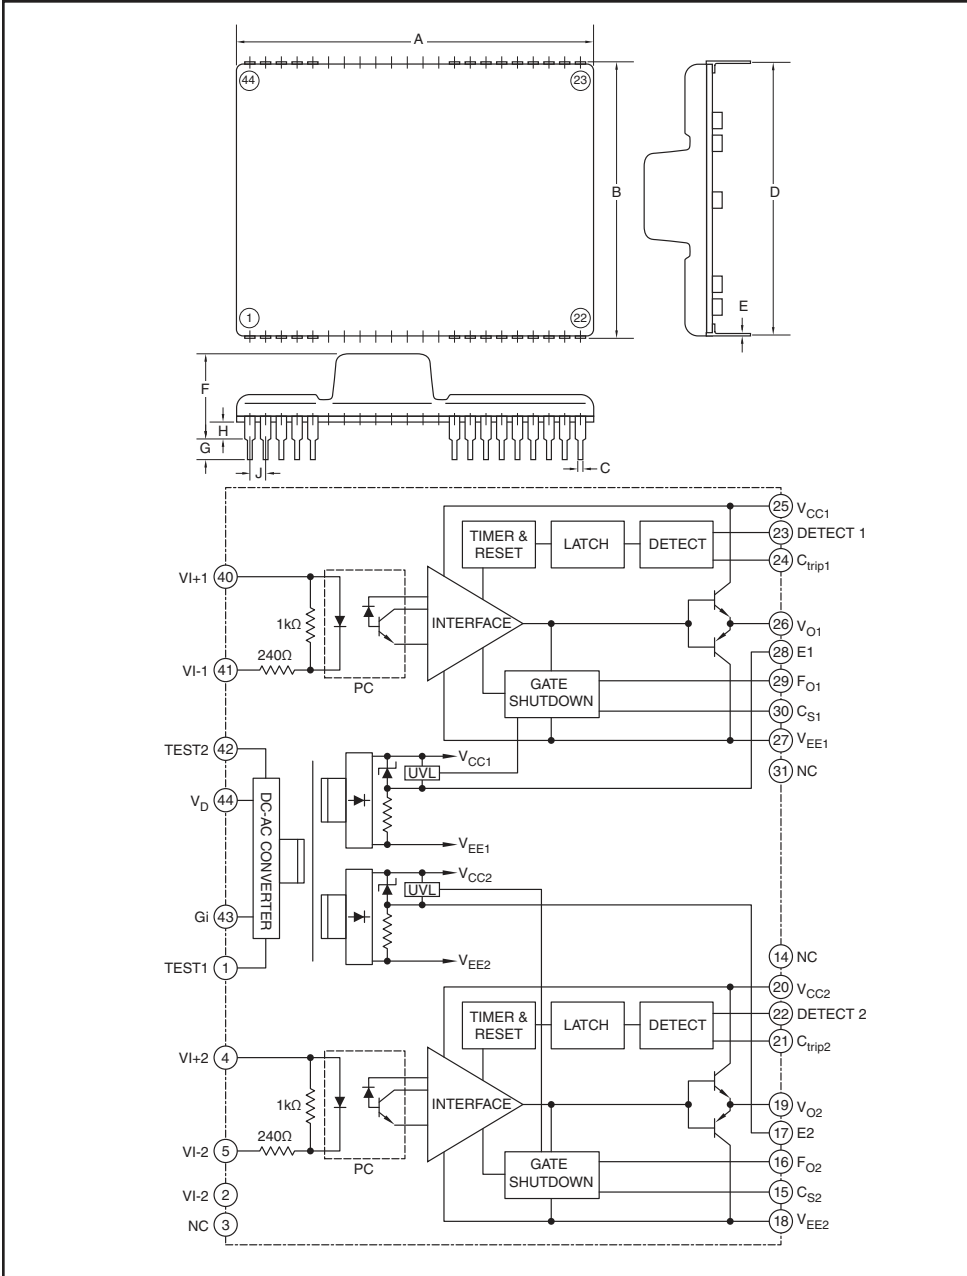 A
44
23
B
D
1
22
E
F
H
G
J
C
25 VCC1
TIMER & RESET
LATCH
DETECT
23 DETECT 1
24 Ctrip1
VI+1 40
1kΩ
INTERFACE
26 VO1
28 E1
240Ω
VI-1 41
PC
GATE SHUTDOWN
29 FO1
30 CS1
27 VEE1
TEST2 42
VCC1
UVL
31 NC
VD 44
DC-AC CONVERTER
VEE1
VCC2
UVL
Gi 43
TEST1 1
VEE2
14 NC
20 VCC2
TIMER & RESET
LATCH
DETECT
22 DETECT 2
21 Ctrip2
VI+2 4
1kΩ
INTERFACE
19 VO2
17 E2
240Ω
VI-2 5
PC
GATE SHUTDOWN
16 FO2
15 CS2
VI-2 2
NC 3
18 VEE2